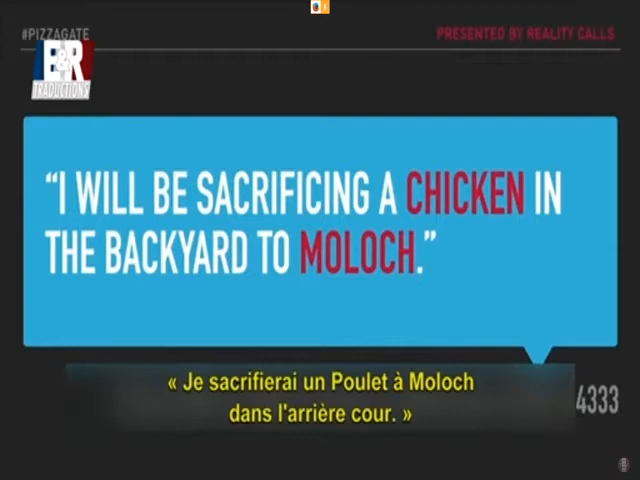 #PIZZAGATE
PRESENTED BY REALITY CALLS
E&R
TRADUCTIONS
“I WILL BE SACRIFICING A CHICKEN IN
THE BACKYARD TO MOLOCH.”
« Je sacrifierai un Poulet à Moloch
dans l'arrière cour. »
4333